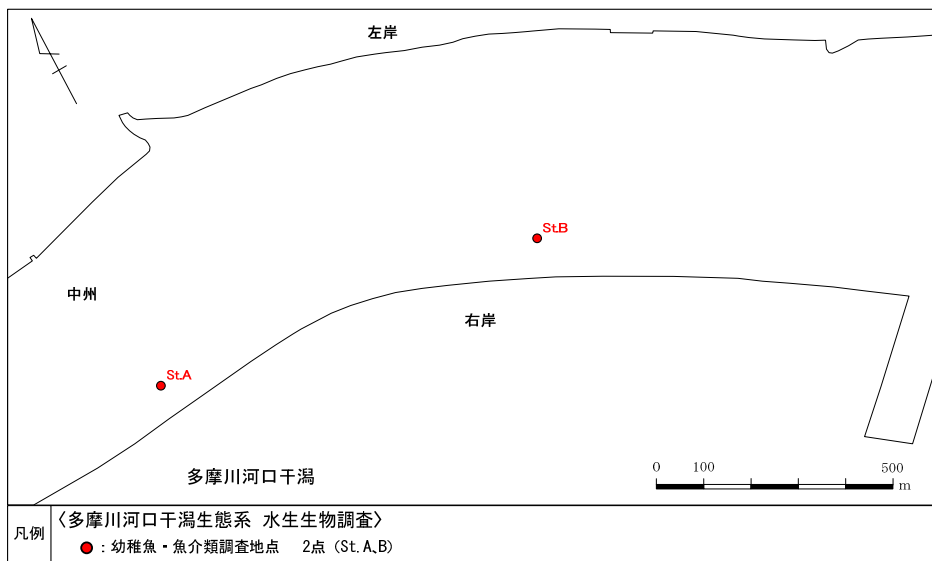 左岸
St.B
中州
右岸
St.A
多摩川河口干潟
0 100 500
m
凡例
〈多摩川河口干潟生態系 水生生物調査〉
：幼稚魚・魚介類調査地点 2点（St.A,B）